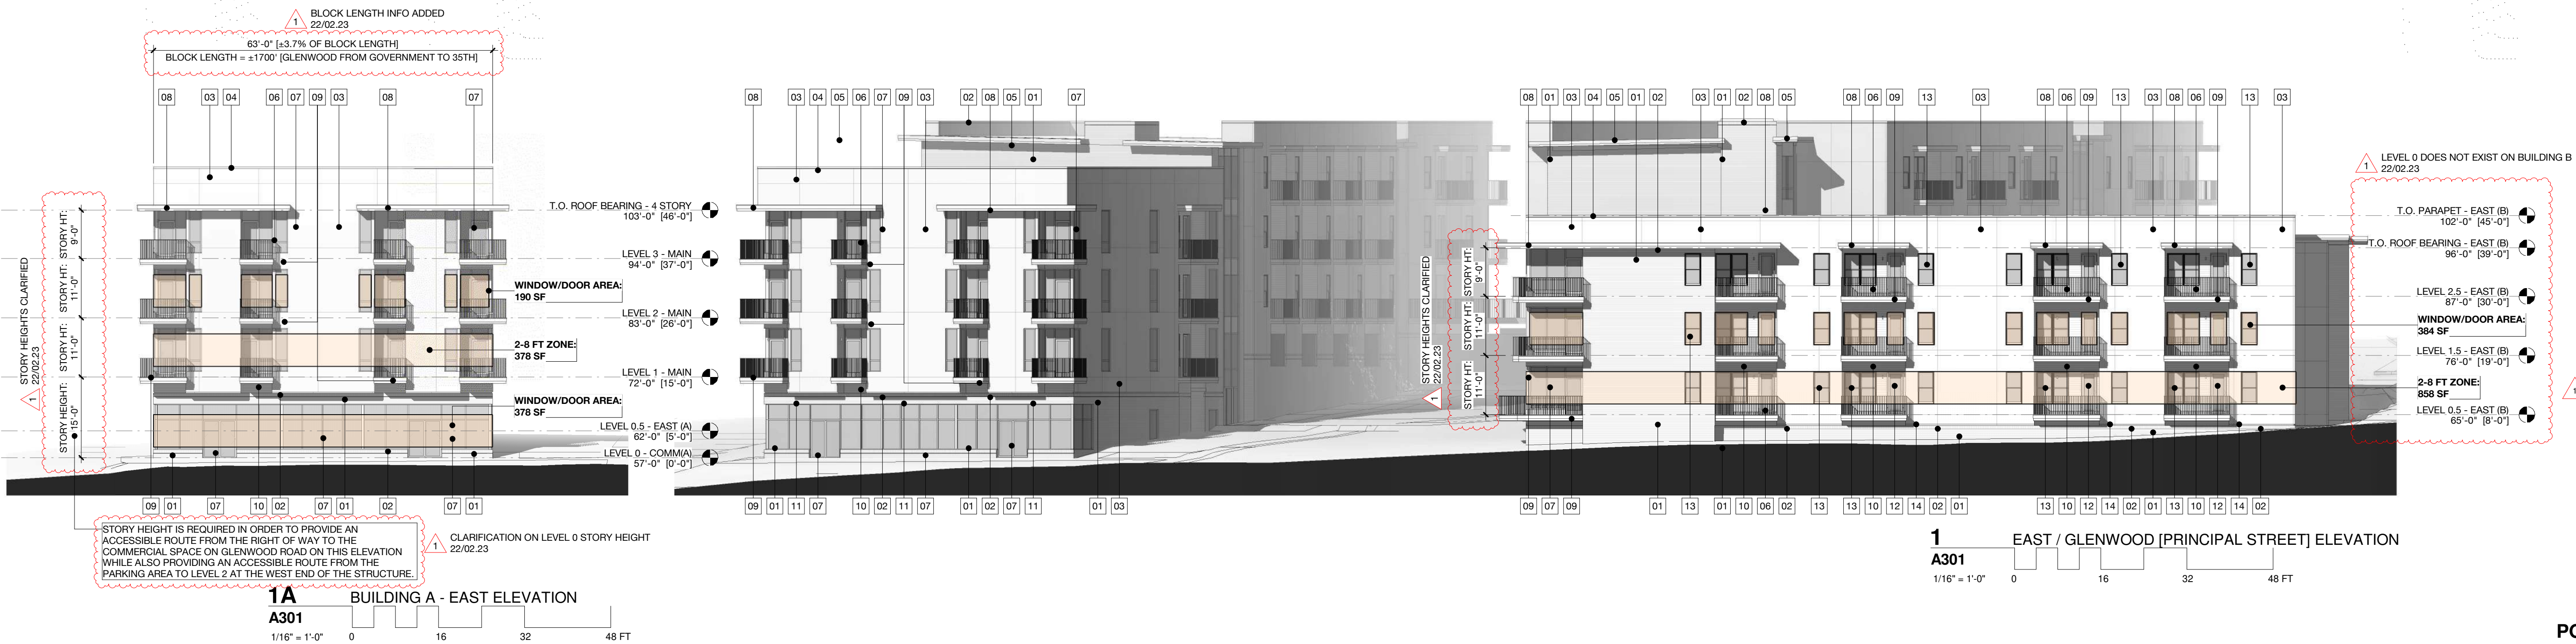 1
BLOCK LENGTH INFO ADDED
22/02.23
63'-0" [±3.7% OF BLOCK LENGTH]
BLOCK LENGTH = ±1700' [GLENWOOD FROM GOVERNMENT TO 35TH]
08 03 04 06 07 09 03 08 07
STORY HEIGHTS CLARIFIED
22/02.23
1
STORY HT:
9'-0"
STORY HT:
11'-0"
STORY HT:
11'-0"
STORY HEIGHT:
15'-0"
WINDOW/DOOR AREA:
190 SF
2-8 FT ZONE:
378 SF
WINDOW/DOOR AREA:
378 SF
09 01 07 10 02 07 01 02 07 01
STORY HEIGHT IS REQUIRED IN ORDER TO PROVIDE AN
ACCESSIBLE ROUTE FROM THE RIGHT OF WAY TO THE
COMMERCIAL SPACE ON GLENWOOD ROAD ON THIS ELEVATION
WHILE ALSO PROVIDING AN ACCESSIBLE ROUTE FROM THE
PARKING AREA TO LEVEL 2 AT THE WEST END OF THE STRUCTURE.
1
CLARIFICATION ON LEVEL 0 STORY HEIGHT
22/02.23
1A BUILDING A - EAST ELEVATION
A301
1/16" = 1'-0" 0 16 32 48 FT
T.O. ROOF BEARING - 4 STORY
103'-0" [46'-0"]
LEVEL 3 - MAIN
94'-0" [37'-0"]
LEVEL 2 - MAIN
83'-0" [26'-0"]
LEVEL 1 - MAIN
72'-0" [15'-0"]
LEVEL 0.5 - EAST (A)
62'-0" [5'-0"]
LEVEL 0 - COMM(A)
57'-0" [0'-0"]
08 03 04 05 06 07 09 03 02 08 05 01 07
09 01 11 07 10 02 11 07 01 02 07 11 01 03
STORY HEIGHTS CLARIFIED
22/02.23
1
STORY HT:
9'-0"
STORY HT:
11'-0"
STORY HT:
11'-0"
08 01 03 04 05 01 02 03 01 02 08 05 08 06 09 13 03 08 06 09 13 03 08 06 09 13 03
09 07 09 01 13 01 10 06 02 13 13 10 12 14 02 01 13 10 12 14 02 01 13 10 12 14 02
1
LEVEL 0 DOES NOT EXIST ON BUILDING B
22/02.23
T.O. PARAPET - EAST (B)
102'-0" [45'-0"]
T.O. ROOF BEARING - EAST (B)
96'-0" [39'-0"]
LEVEL 2.5 - EAST (B)
87'-0" [30'-0"]
WINDOW/DOOR AREA:
384 SF
LEVEL 1.5 - EAST (B)
76'-0" [19'-0"]
2-8 FT ZONE:
858 SF
LEVEL 0.5 - EAST (B)
65'-0" [8'-0"]
1 EAST / GLENWOOD [PRINCIPAL STREET] ELEVATION
A301
1/16" = 1'-0" 0 16 32 48 FT